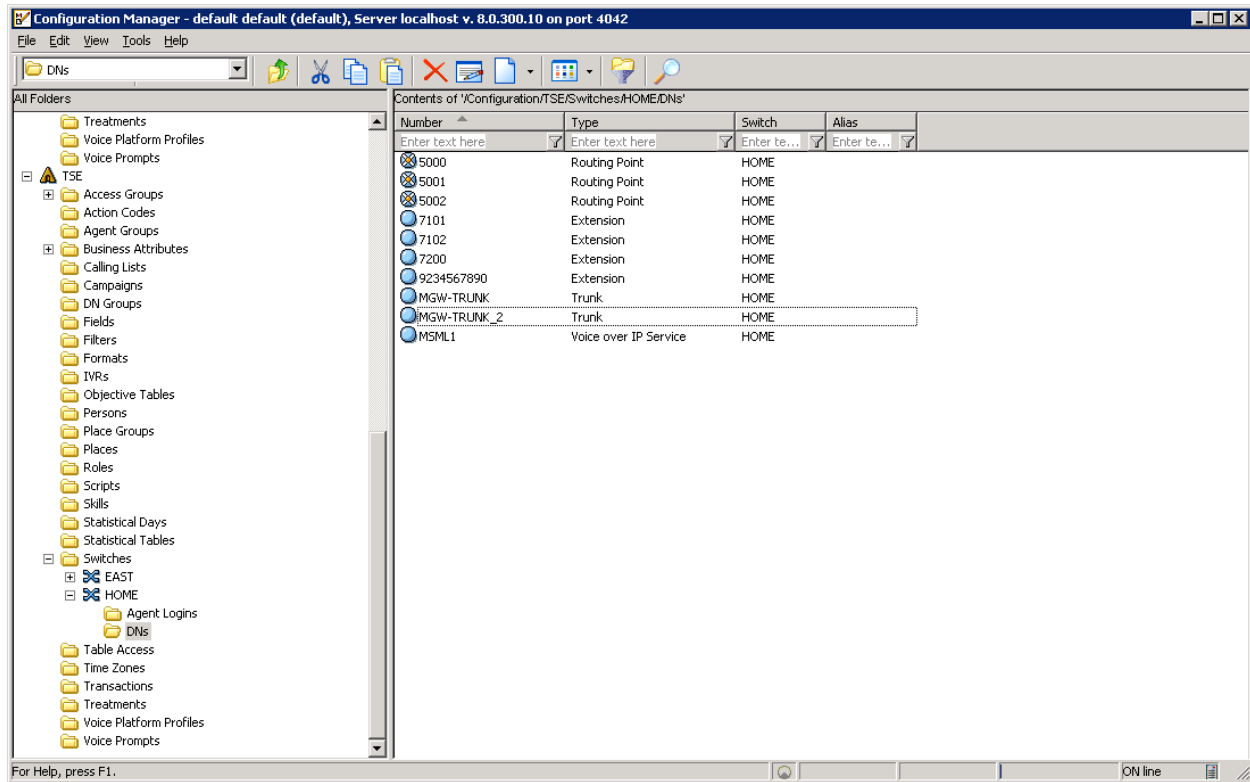 Configuration Manager - default default (default), Server localhost v. 8.0.300.10 on port 4042
File Edit View Tools Help
DNs
All Folders
Treatments
Voice Platform Profiles
Voice Prompts
TSE
Access Groups
Action Codes
Agent Groups
Business Attributes
Calling Lists
Campaigns
DN Groups
Fields
Filters
Formats
IVRs
Objective Tables
Persons
Place Groups
Places
Roles
Scripts
Skills
Statistical Days
Statistical Tables
Switches
EAST
HOME
Agent Logins
DNs
Table Access
Time Zones
Transactions
Treatments
Voice Platform Profiles
Voice Prompts
Contents of '/Configuration/TSE/Switches/HOME/DNs'
Number Type Switch Alias
Enter text here Enter text here Enter te... Enter te...
5000 Routing Point HOME
5001 Routing Point HOME
5002 Routing Point HOME
7101 Extension HOME
7102 Extension HOME
7200 Extension HOME
9234567890 Extension HOME
MGW-TRUNK Trunk HOME
MGW-TRUNK_2 Trunk HOME
MSML1 Voice over IP Service HOME
For Help, press F1. ON line